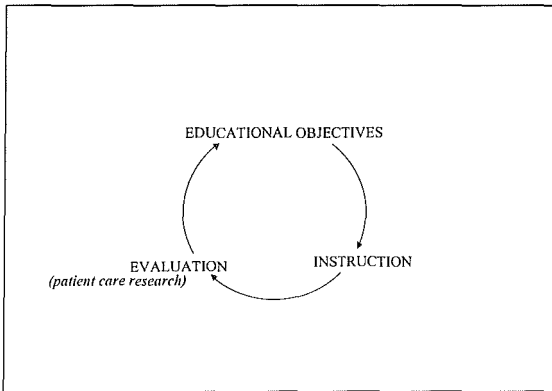 EDUCATIONAL OBJECTIVES
INSTRUCTION
EVALUATION
(patient care research)